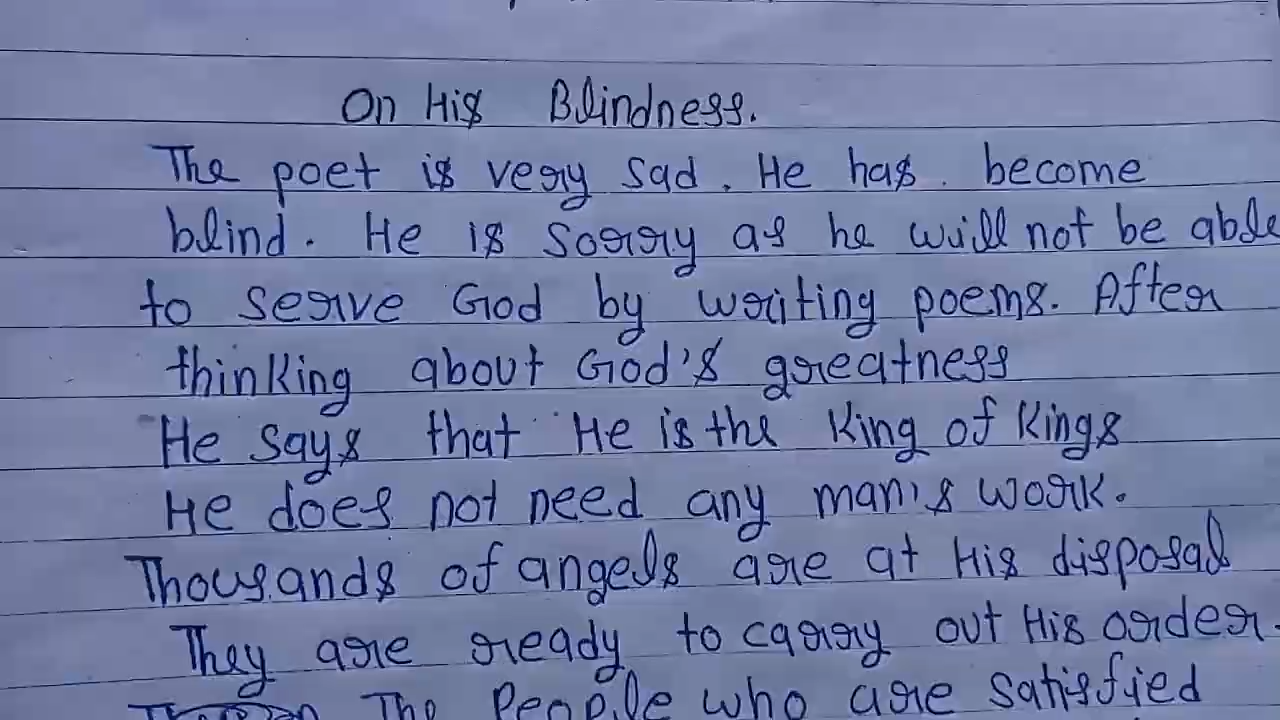 On His Blindness.
The poet is very sad. He has become
blind. He is sorry as he will not be able
to serve God by writing poems. After
thinking about God's greatness
He says that He is the King of Kings
He does not need any man's work.
Thousands of angels are at His disposal
They are ready to carry out His order.
The People who are satisfied